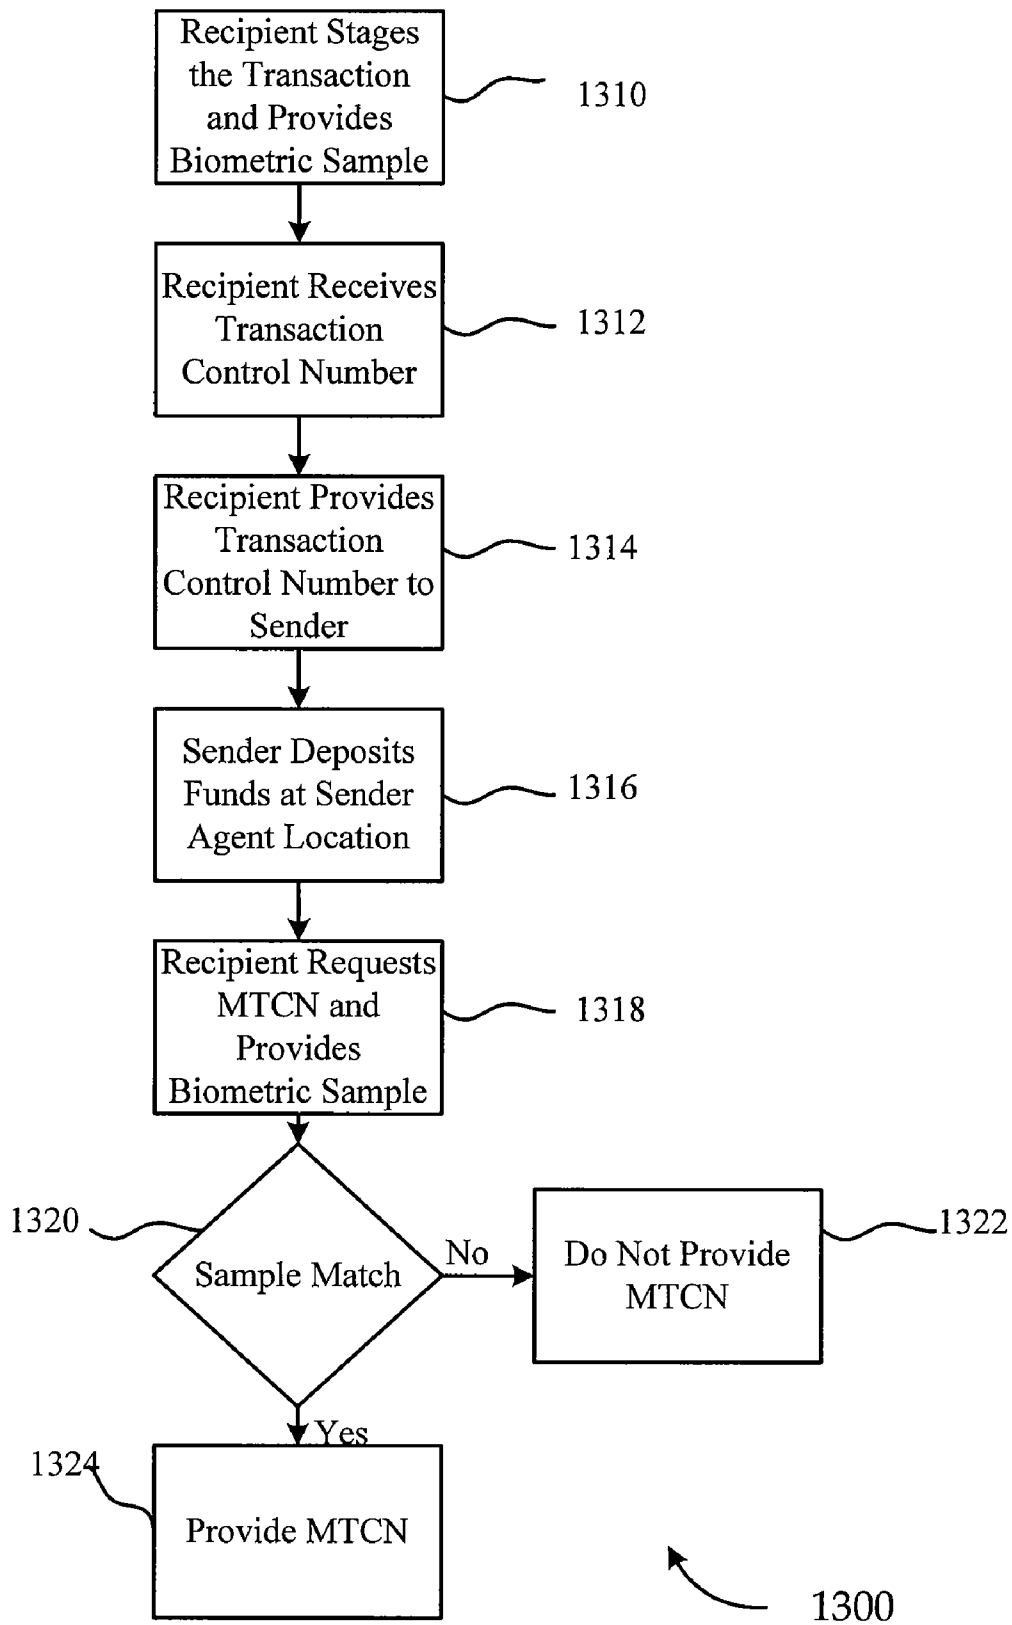 Recipient Stages
the Transaction
and Provides
Biometric Sample
1310
Recipient Receives
Transaction
Control Number
1312
Recipient Provides
Transaction
Control Number to
Sender
1314
Sender Deposits
Funds at Sender
Agent Location
1316
Recipient Requests
MTCN and
Provides
Biometric Sample
1318
1320
Sample Match
No
Do Not Provide
MTCN
1322
Yes
1324
Provide MTCN
1300